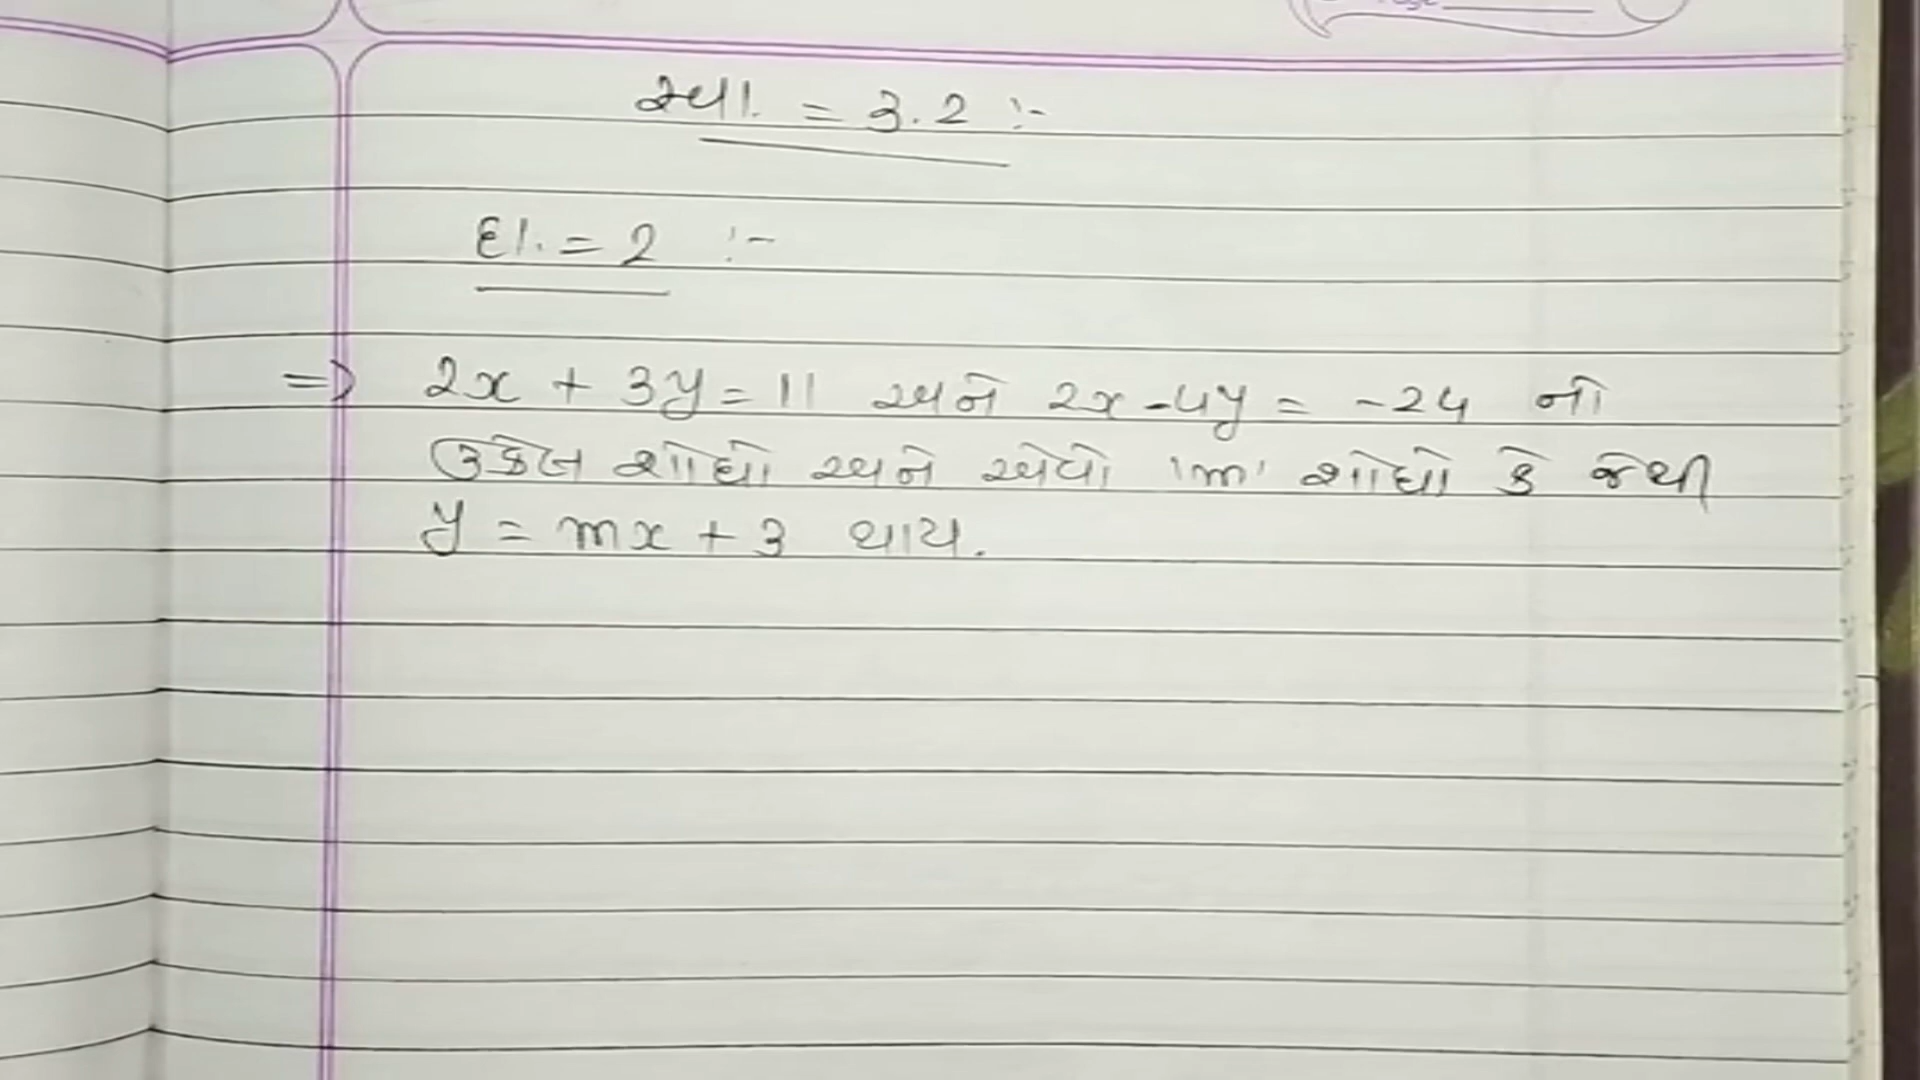 સ્વા. = 3.2 :-
દા. = 2 :-
=> 2x + 3y = 11 અને 2x - 4y = -24 નો
ઉકેલ શોધો અને એવો 'm' શોધો કે જેથી
y = mx + 3 થાય.